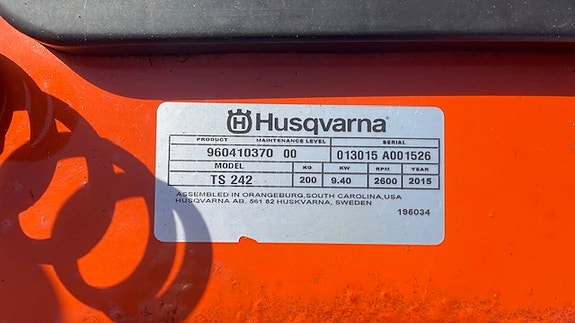 Husqvarna
PRODUCT MAINTENANCE LEVEL SERIAL
960410370 00 013015 A001526
MODEL KG KW RPM YEAR
TS 242 200 9.40 2600 2015
ASSEMBLED IN ORANGEBURG,SOUTH CAROLINA,USA
HUSQVARNA AB. 561 82 HUSKVARNA, SWEDEN
195034